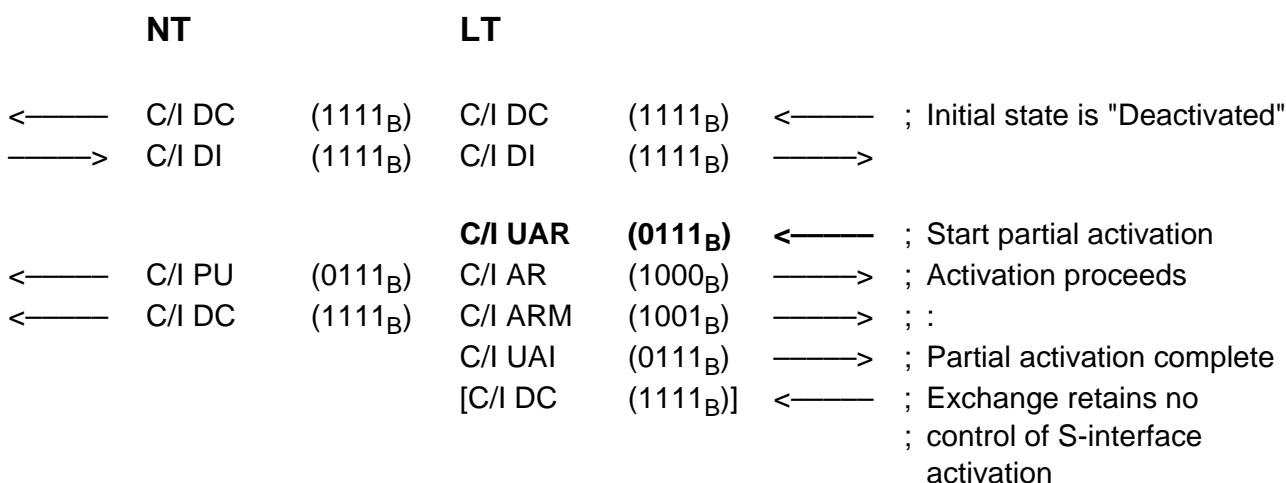 NT LT
<––––– C/I DC (1111B) C/I DC (1111B) <––––– ; Initial state is "Deactivated"
–––––> C/I DI (1111B) C/I DI (1111B) –––––>
C/I UAR (0111B) <––––– ; Start partial activation
<––––– C/I PU (0111B) C/I AR (1000B) –––––> ; Activation proceeds
<––––– C/I DC (1111B) C/I ARM (1001B) –––––> ; :
C/I UAI (0111B) –––––> ; Partial activation complete
[C/I DC (1111B)] <––––– ; Exchange retains no
; control of S-interface
activation